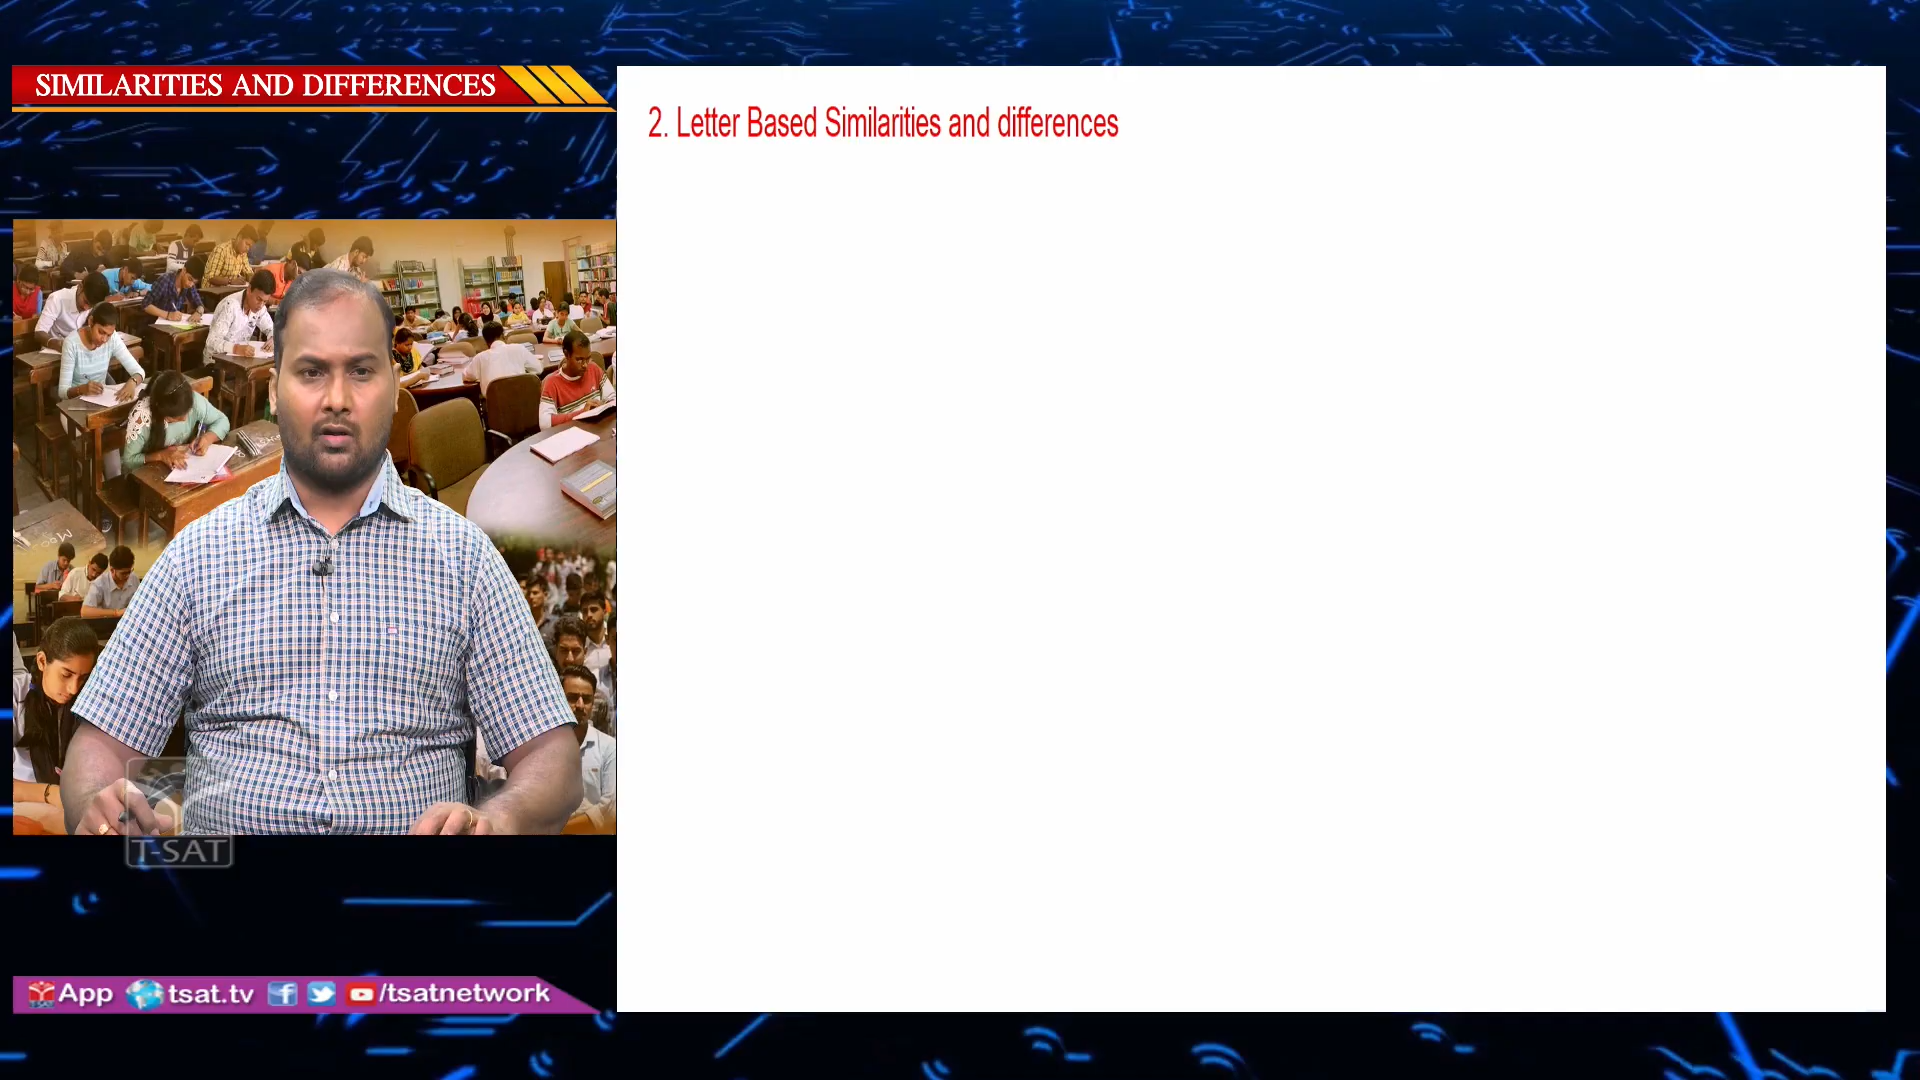 SIMILARITIES AND DIFFERENCES
2. Letter Based Similarities and differences
T-SAT
App tsat.tv /tsatnetwork